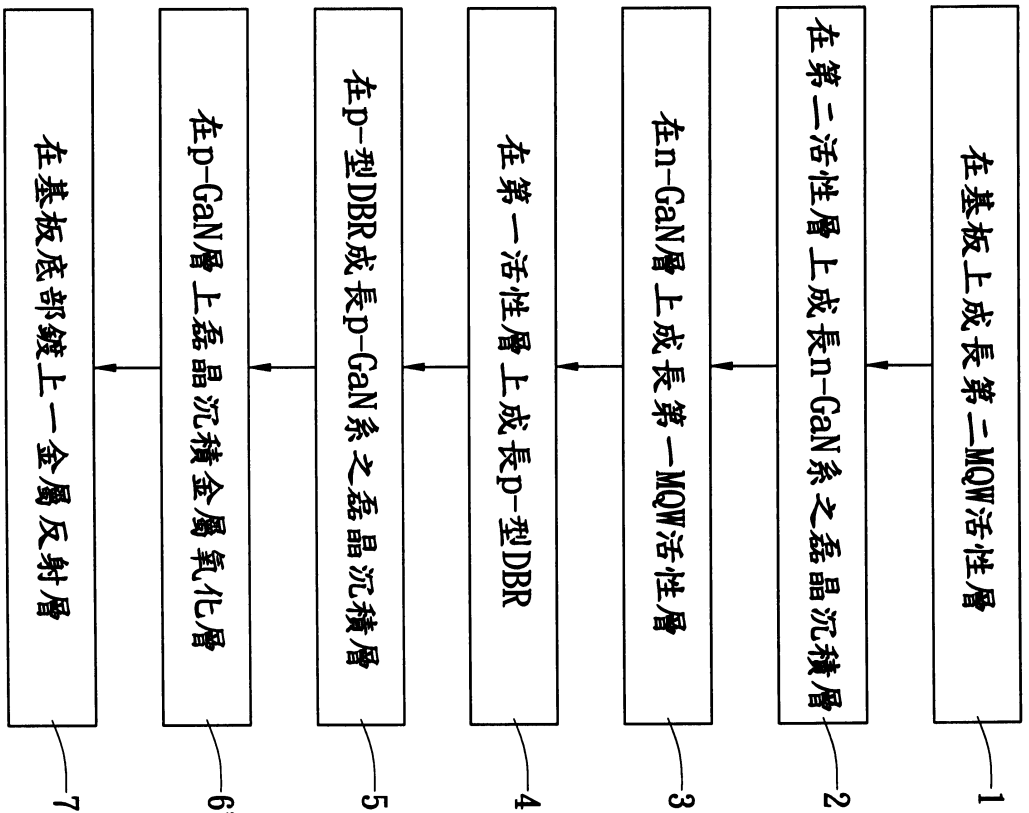 在基板上成長第二MQW活性層
1
在第二活性層上成長n-GaN系之磊晶沉積層
2
在n-GaN層上成長第一MQW活性層
3
在第一活性層上成長p-型DBR
4
在p-型DBR成長p-GaN系之磊晶沉積層
5
在p-GaN層上磊晶沉積金屬氧化層
6
在基板底部鍍上一金屬反射層
7